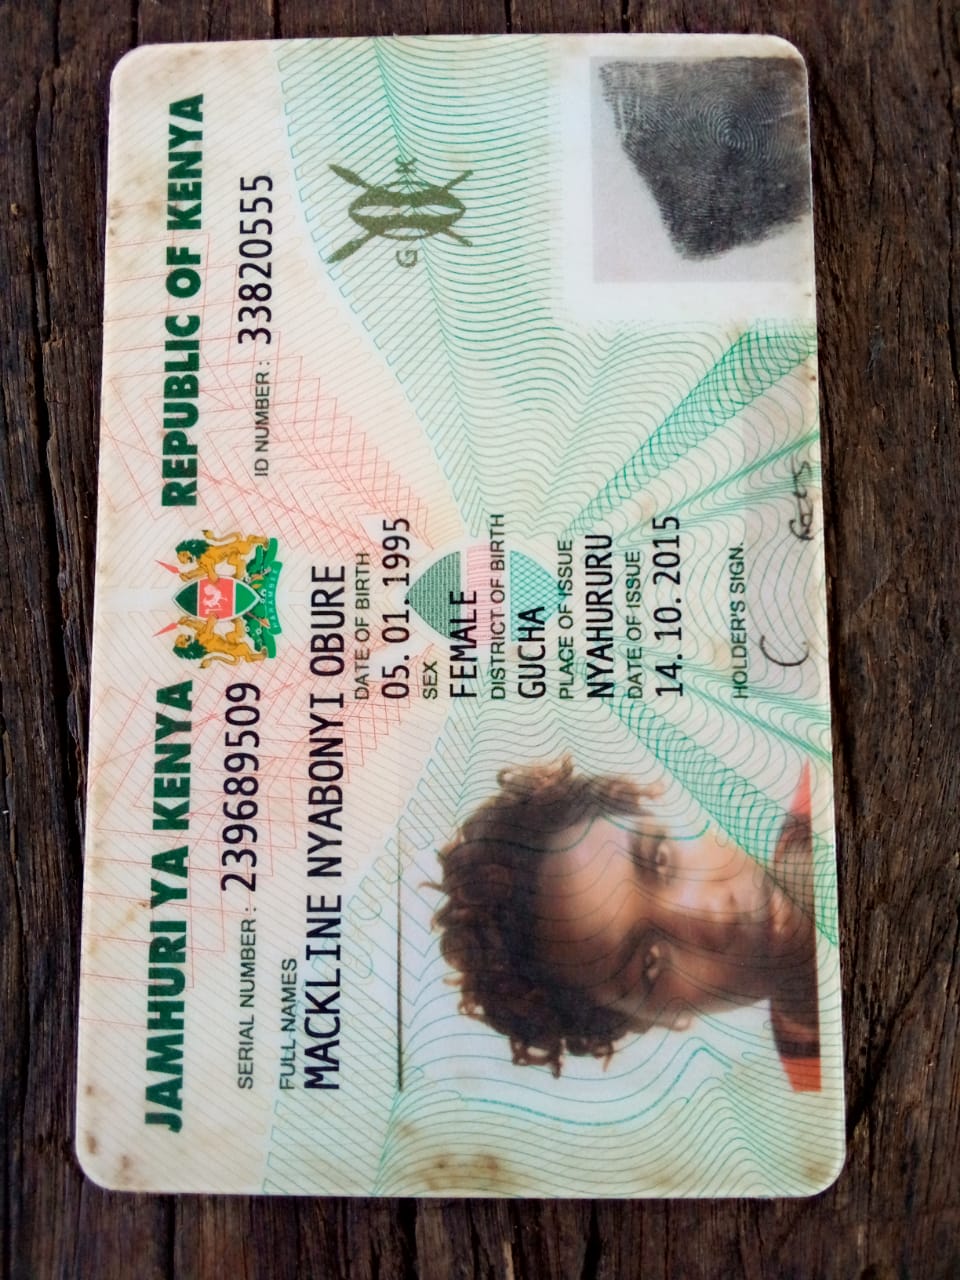 JAMHURI YA KENYA REPUBLIC OF KENYA
SERIAL NUMBER: 239689509 ID NUMBER: 33820555
FULL NAMES
MACKLINE NYABONYI OBURE
DATE OF BIRTH
05.01.1995
SEX
FEMALE
DISTRICT OF BIRTH
GUCHA
PLACE OF ISSUE
NYAHURURU
DATE OF ISSUE
14.10.2015
HOLDER'S SIGN.
G K
HARAMBEE